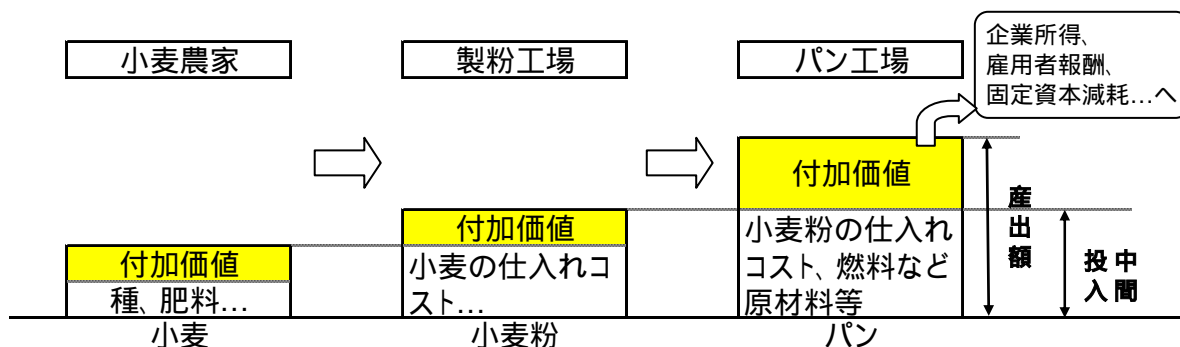 小麦農家
製粉工場
パン工場
企業所得、
雇用者報酬、
固定資本減耗…へ
付加価値
種、肥料…
小麦
付加価値
小麦の仕入れコ
スト…
小麦粉
付加価値
小麦粉の仕入れ
コスト、燃料など
原材料等
パン
産出額
中間
投入